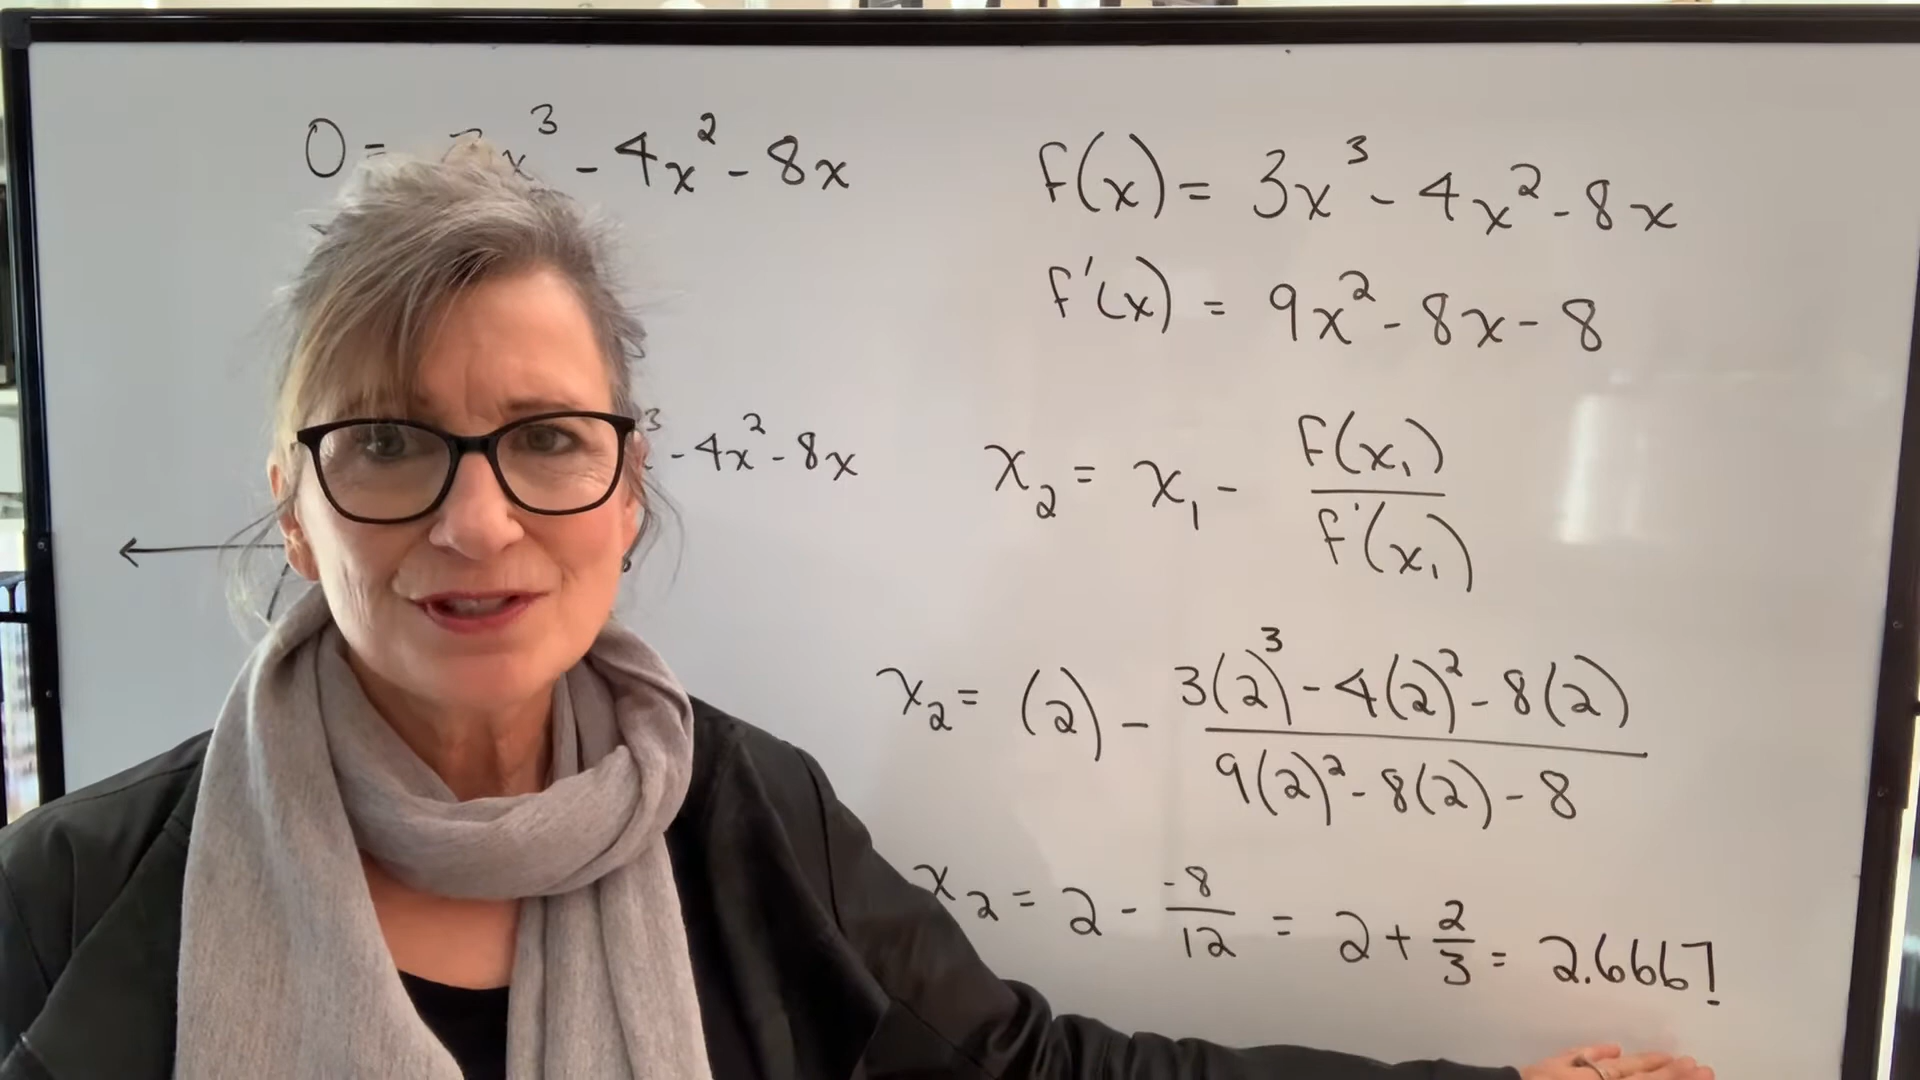 0 = 3x³ - 4x² - 8x
³ - 4x² - 8x
f(x) = 3x³ - 4x² - 8x
f'(x) = 9x² - 8x - 8
x₂ = x₁ - f(x₁)/f'(x₁)
x₂ = (2) - (3(2)³ - 4(2)² - 8(2))/(9(2)² - 8(2) - 8)
x₂ = 2 - -8/12 = 2 + 2/3 = 2.6667